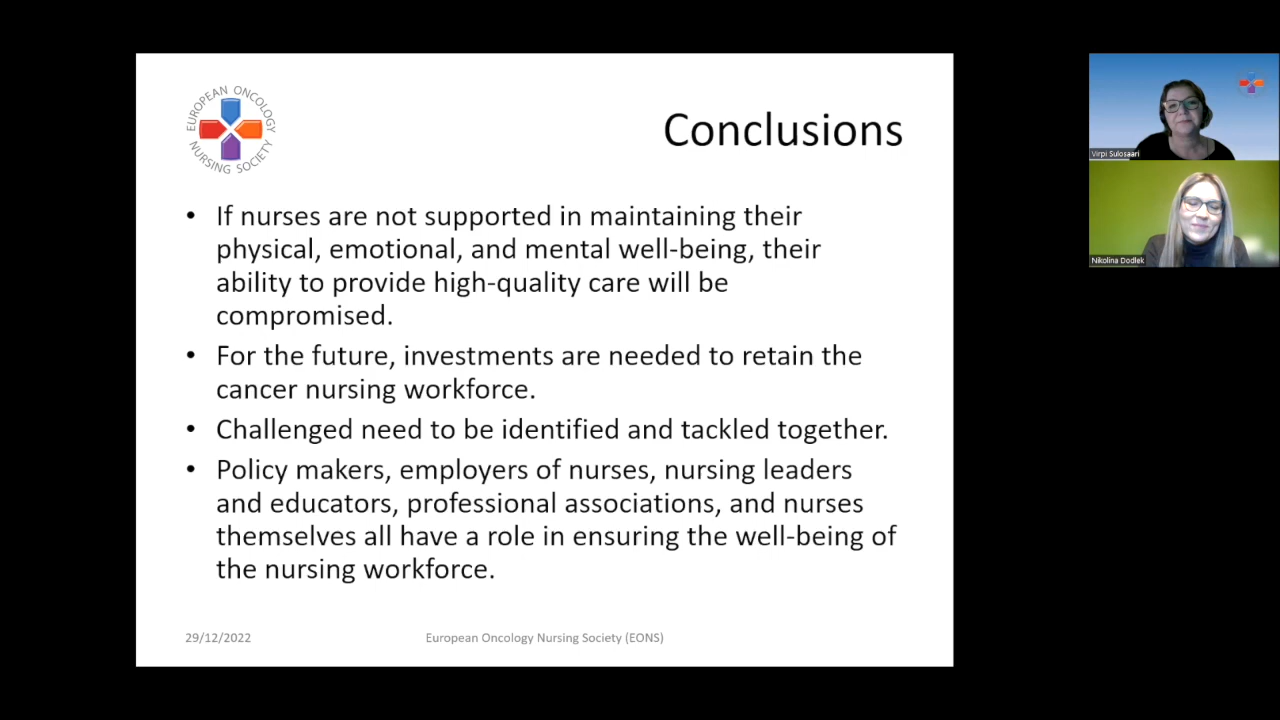 EUROPEAN ONCOLOGY
NURSING SOCIETY
Conclusions
• If nurses are not supported in maintaining their
physical, emotional, and mental well-being, their
ability to provide high-quality care will be
compromised.
• For the future, investments are needed to retain the
cancer nursing workforce.
• Challenged need to be identified and tackled together.
• Policy makers, employers of nurses, nursing leaders
and educators, professional associations, and nurses
themselves all have a role in ensuring the well-being of
the nursing workforce.
29/12/2022
European Oncology Nursing Society (EONS)
Virpi Sulosaari
Nikolina Dodlek